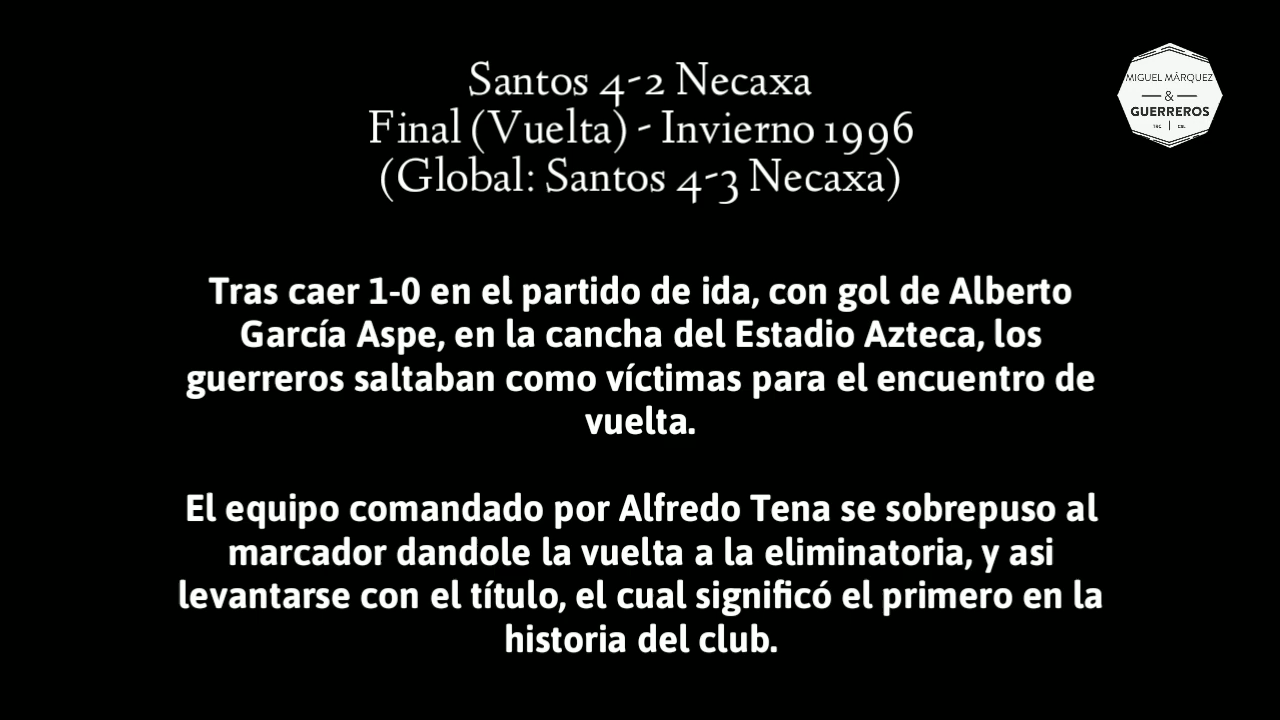 Santos 4-2 Necaxa
Final (Vuelta) - Invierno 1996
(Global: Santos 4-3 Necaxa)
MIGUEL MÁRQUEZ
&
GUERREROS
TRC | CSL
Tras caer 1-0 en el partido de ida, con gol de Alberto
García Aspe, en la cancha del Estadio Azteca, los
guerreros saltaban como víctimas para el encuentro de
vuelta.
El equipo comandado por Alfredo Tena se sobrepuso al
marcador dandole la vuelta a la eliminatoria, y asi
levantarse con el título, el cual significó el primero en la
historia del club.